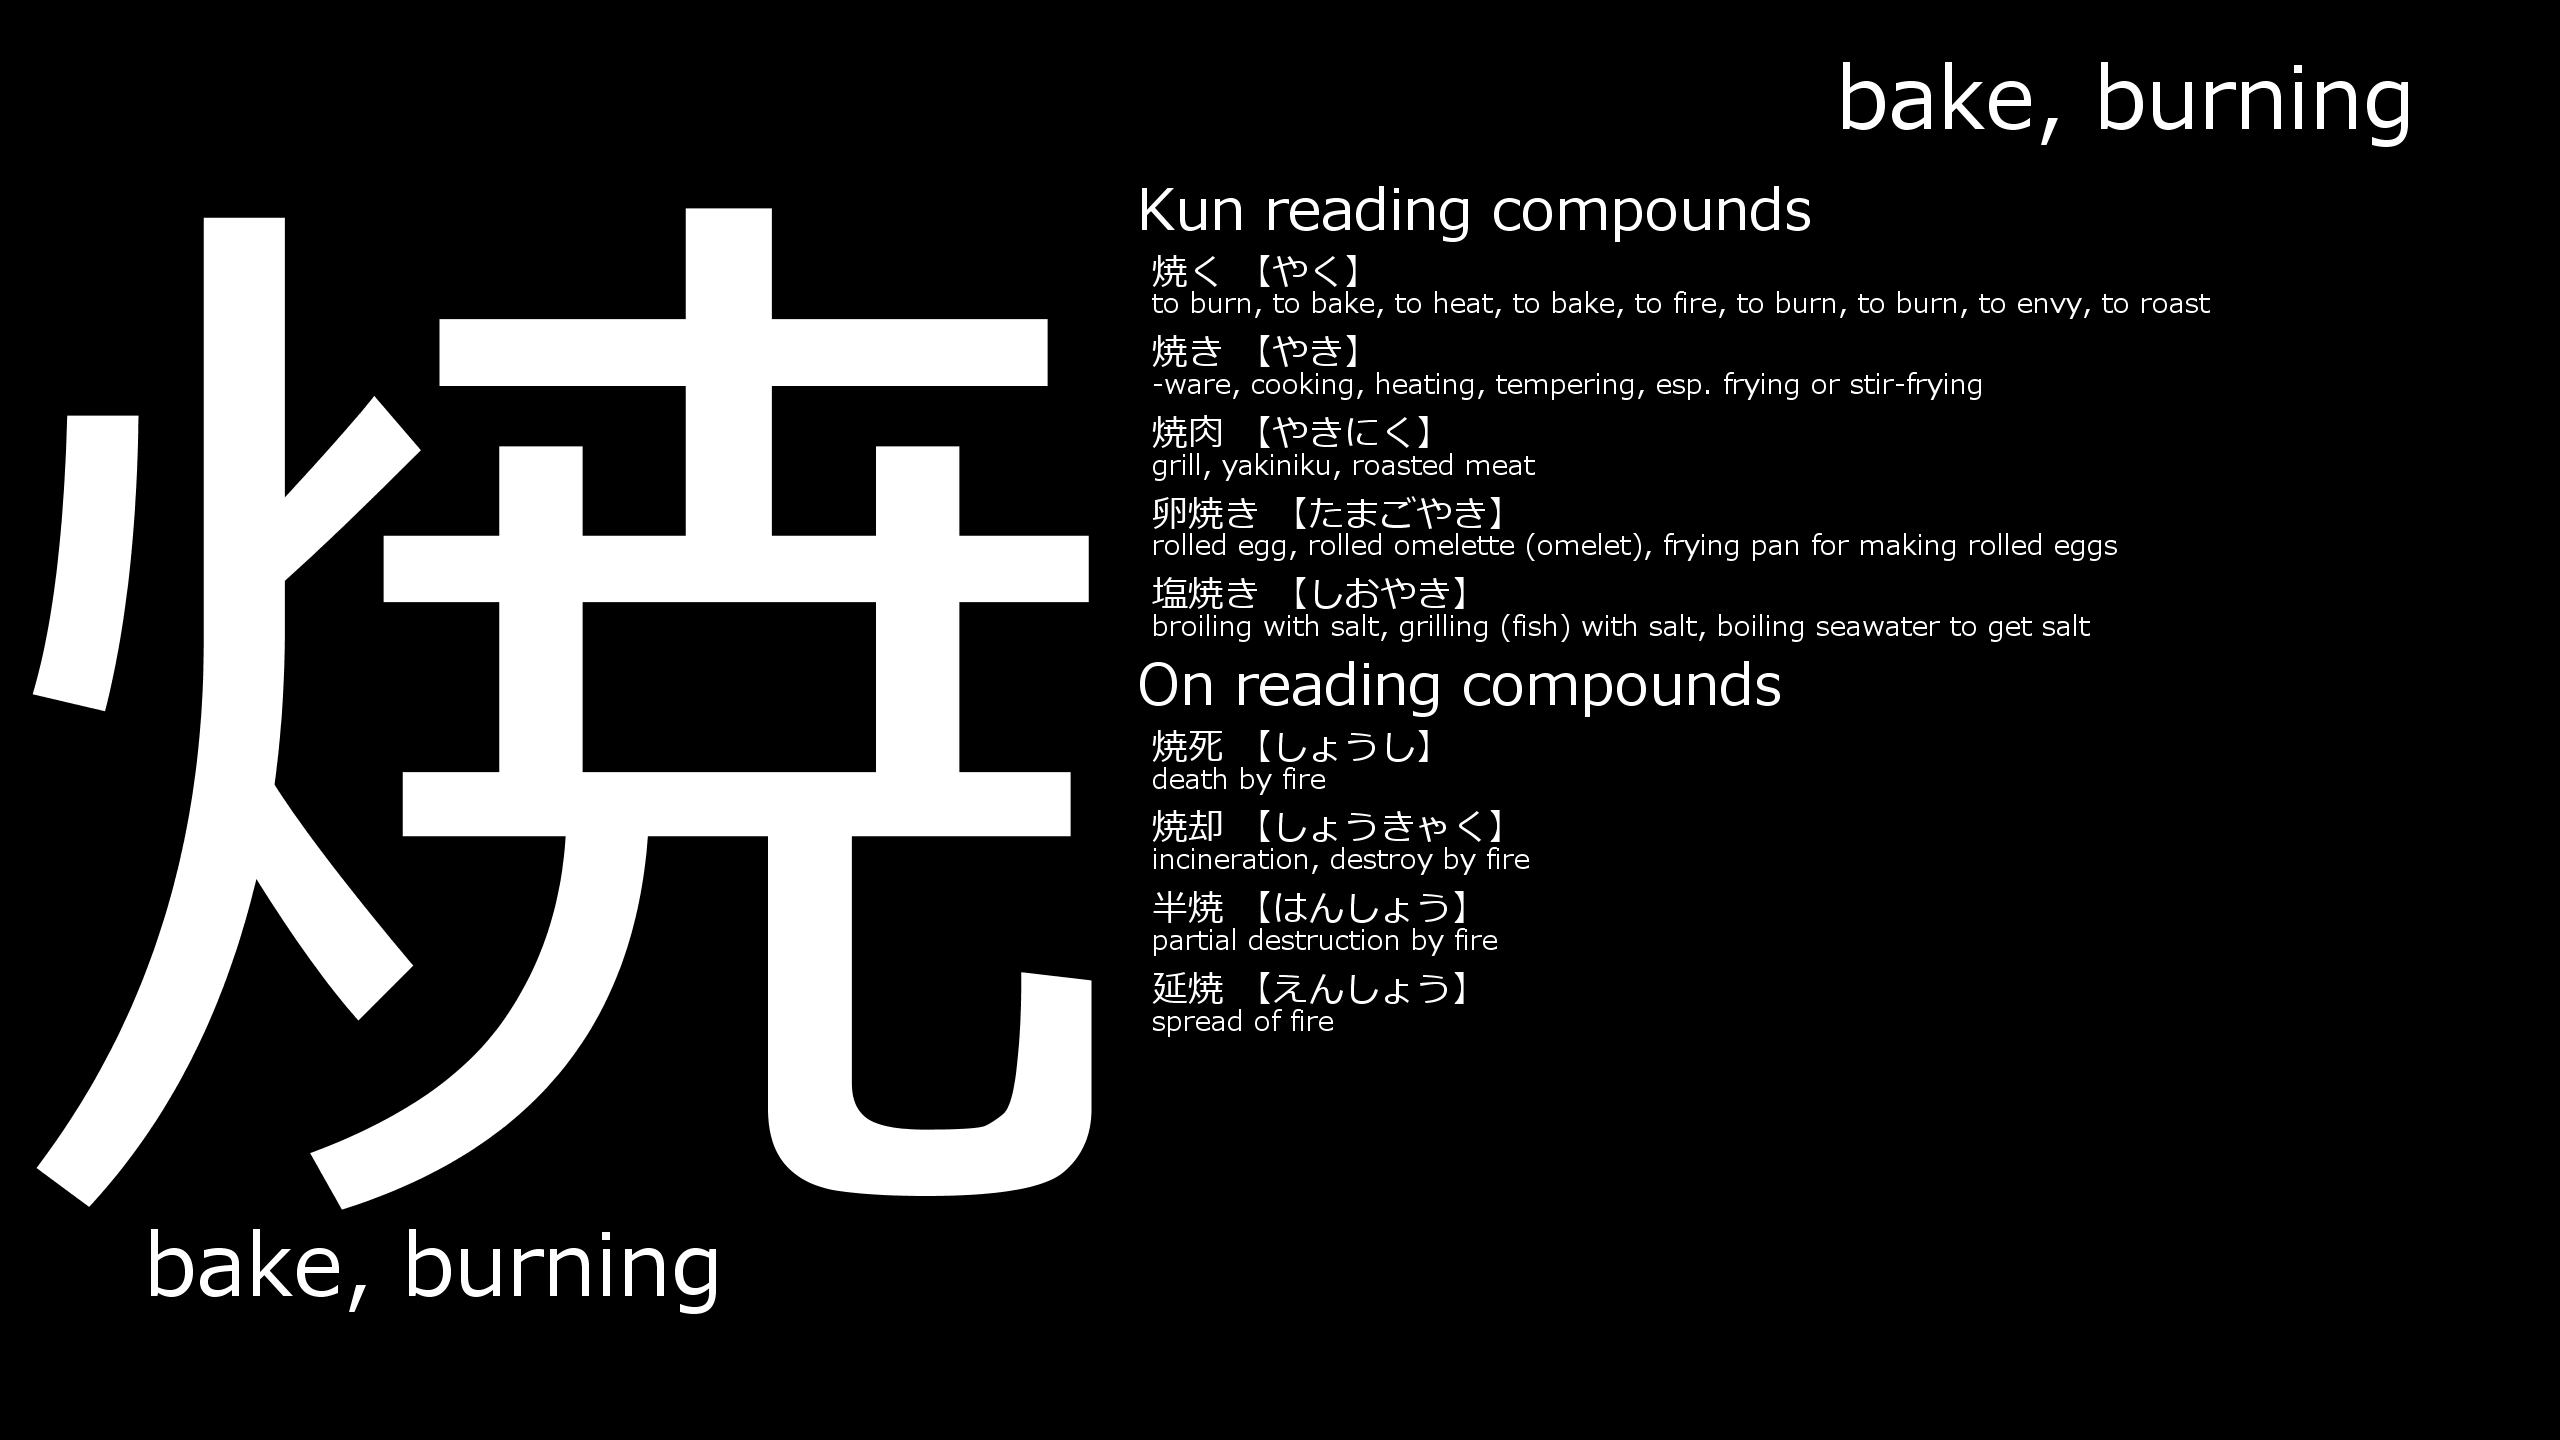 bake, burning
焼
bake, burning
Kun reading compounds
焼く 【やく】
to burn, to bake, to heat, to bake, to fire, to burn, to burn, to envy, to roast
焼き 【やき】
-ware, cooking, heating, tempering, esp. frying or stir-frying
焼肉 【やきにく】
grill, yakiniku, roasted meat
卵焼き 【たまごやき】
rolled egg, rolled omelette (omelet), frying pan for making rolled eggs
塩焼き 【しおやき】
broiling with salt, grilling (fish) with salt, boiling seawater to get salt
On reading compounds
焼死 【しょうし】
death by fire
焼却 【しょうきゃく】
incineration, destroy by fire
半焼 【はんしょう】
partial destruction by fire
延焼 【えんしょう】
spread of fire